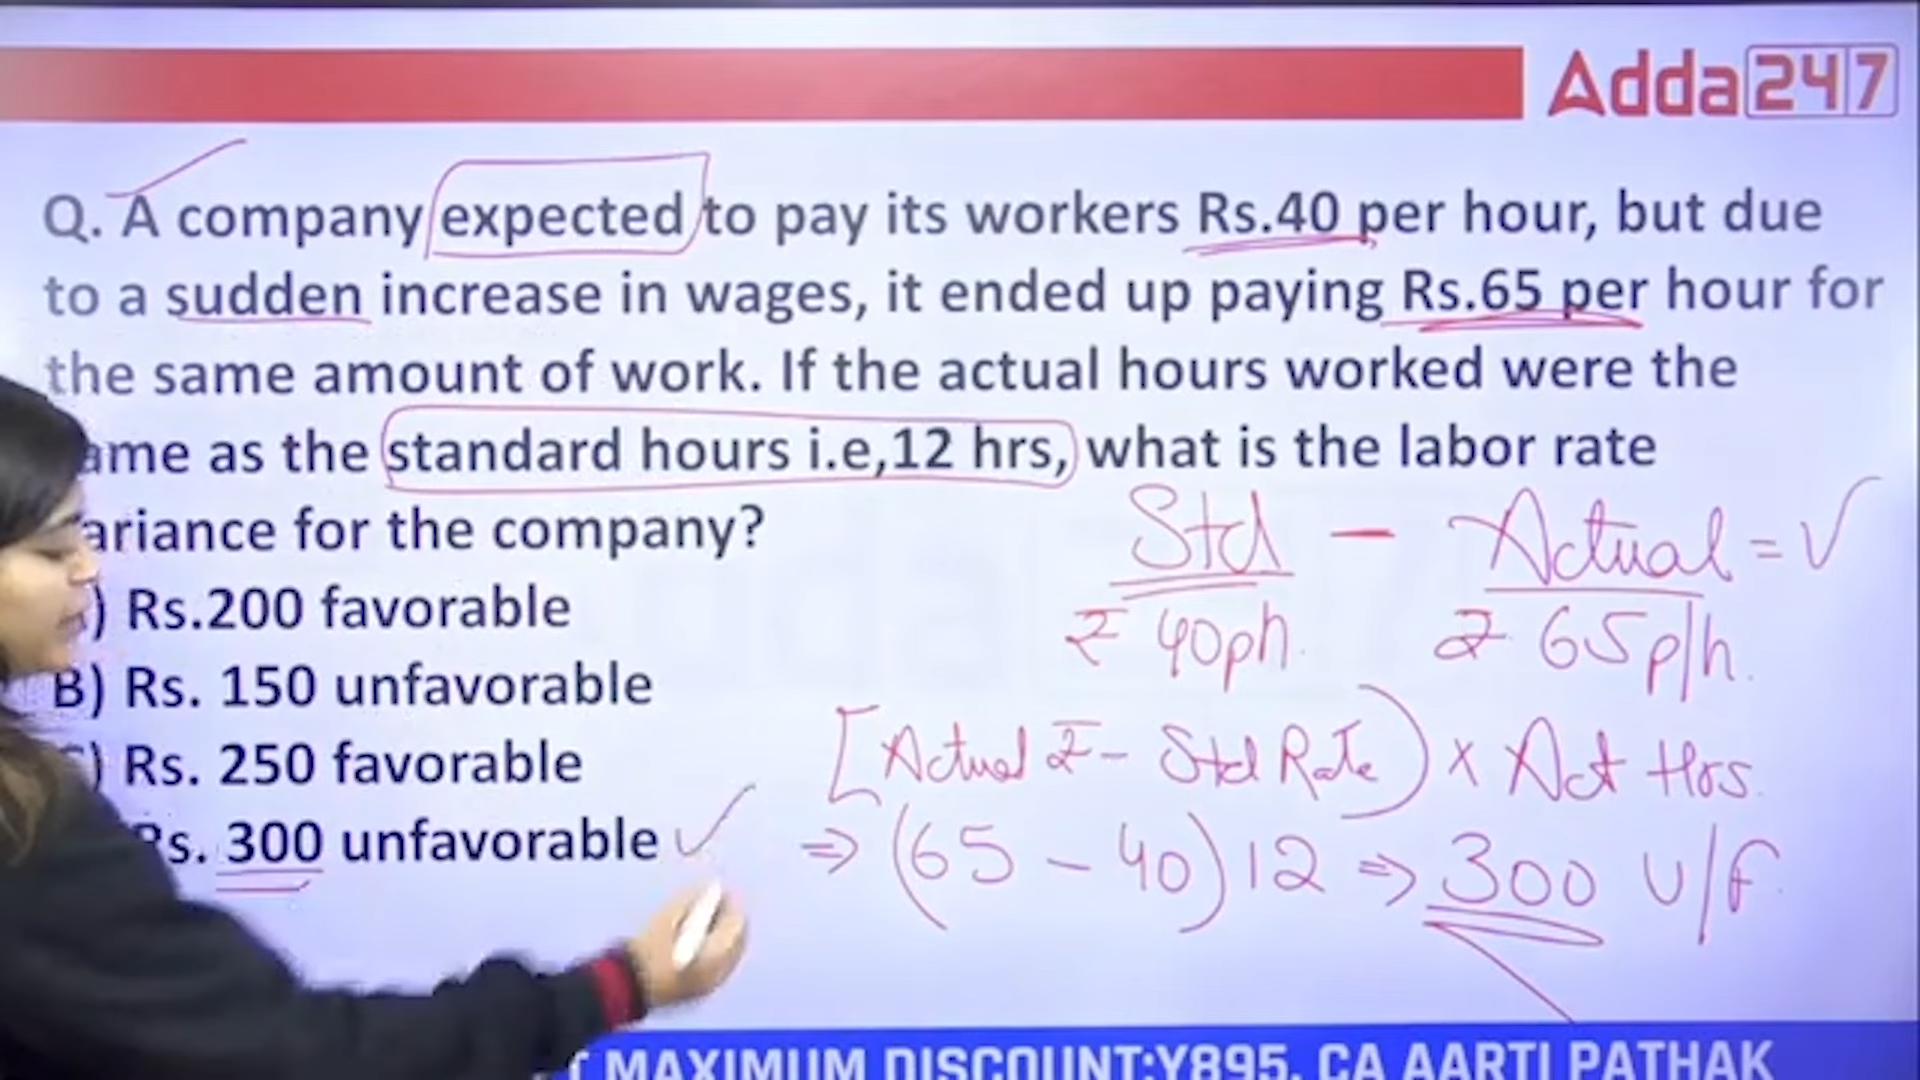 Adda247
Q. A company expected to pay its workers Rs.40 per hour, but due
to a sudden increase in wages, it ended up paying Rs.65 per hour for
the same amount of work. If the actual hours worked were the
ame as the standard hours i.e,12 hrs, what is the labor rate
ariance for the company?
) Rs.200 favorable
B) Rs. 150 unfavorable
) Rs. 250 favorable
Rs. 300 unfavorable ✓
Std − Actual = ✓
₹ 40ph. ₹ 65p/h.
[Actual ₹ - Std Rate) x Act Hrs.
⇒ (65 - 40) 12 ⇒ 300 U/F
MAXIMUM DISCOUNT:Y895, CA AARTI PATHAK